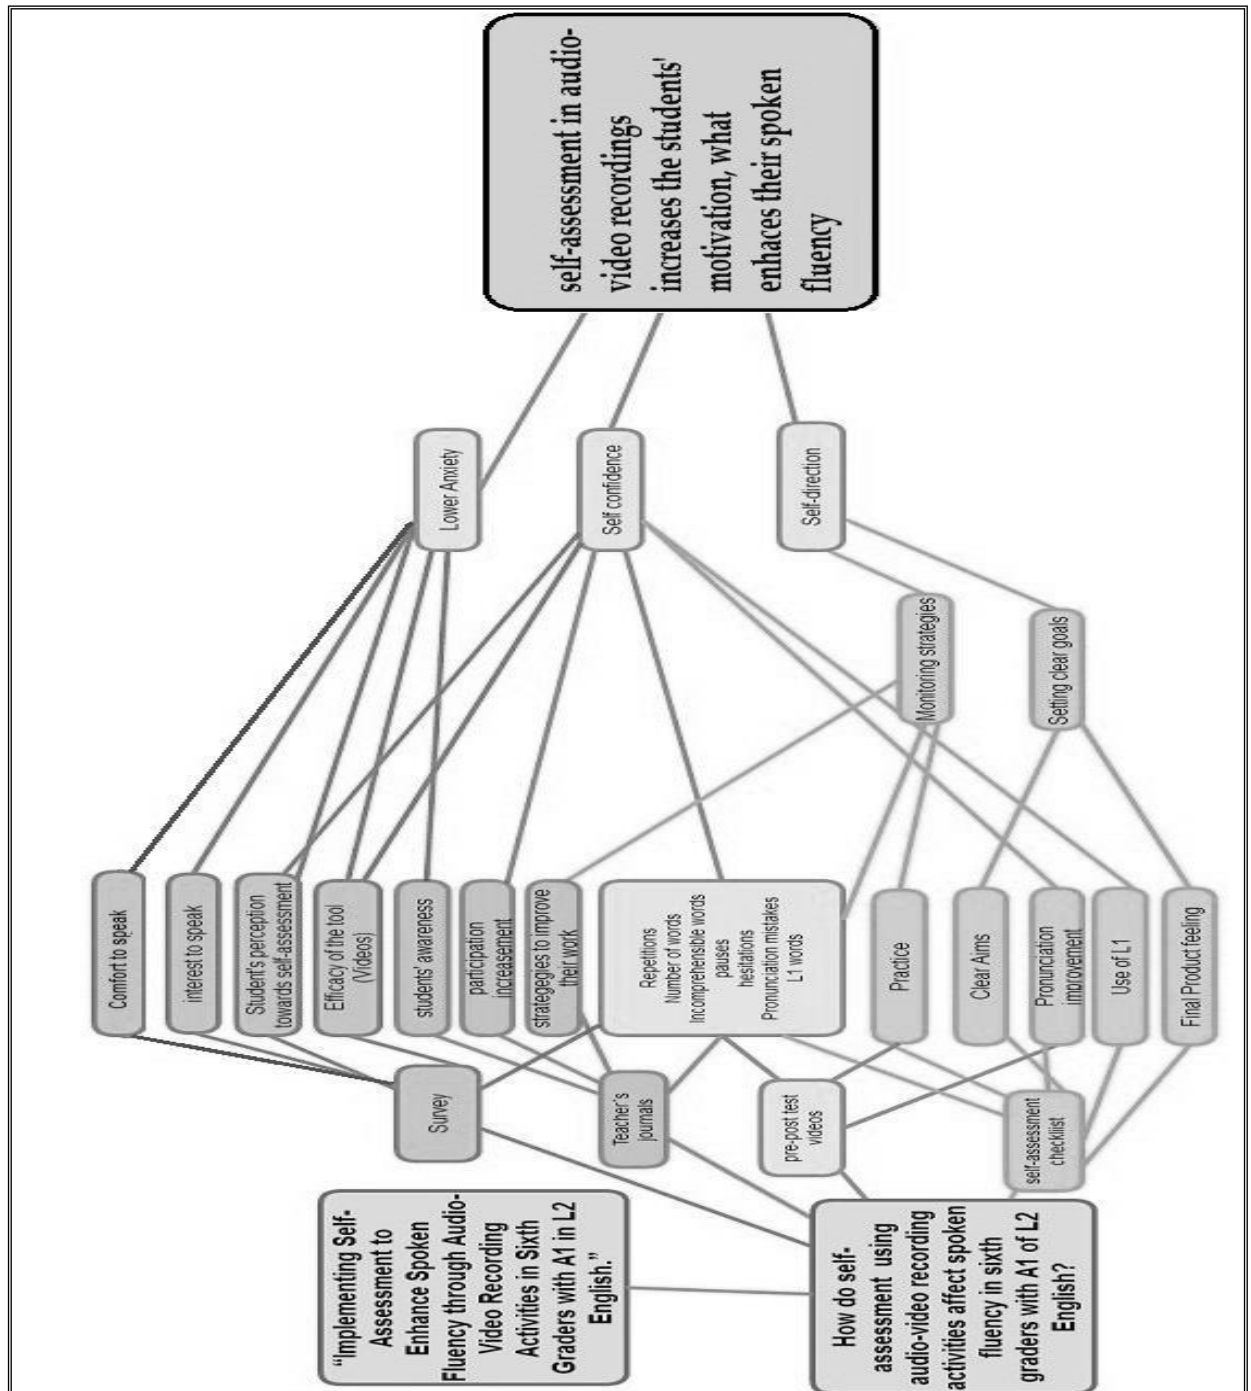 “Implementing Self-
Assessment to
Enhance Spoken
Fluency through Audio-
Video Recording
Activities in Sixth
Graders with A1 in L2
English.”
How do self-
assessment using
audio-video recording
activities affect spoken
fluency in sixth
graders with A1 of L2
English?
Survey
Teacher´s
journals
pre-post test
videos
self-assessment
checklist
Comfort to speak
interest to speak
Student's perception
towards self-assessment
Efficacy of the tool
(Videos)
students' awareness
participation
increasement
strategegies to improve
their work
Repetitions
Number of words
Incomprehensible words
pauses
hesitations
Pronunciation mistakes
L1 words
Practice
Clear Aims
Pronunciation
improvement
Use of L1
Final Product feeling
Monitoring strategies
Setting clear goals
Lower Anxiety
Self confidence
Self-direction
self-assessment in audio-
video recordings
increases the students'
motivation, what
enhaces their spoken
fluency